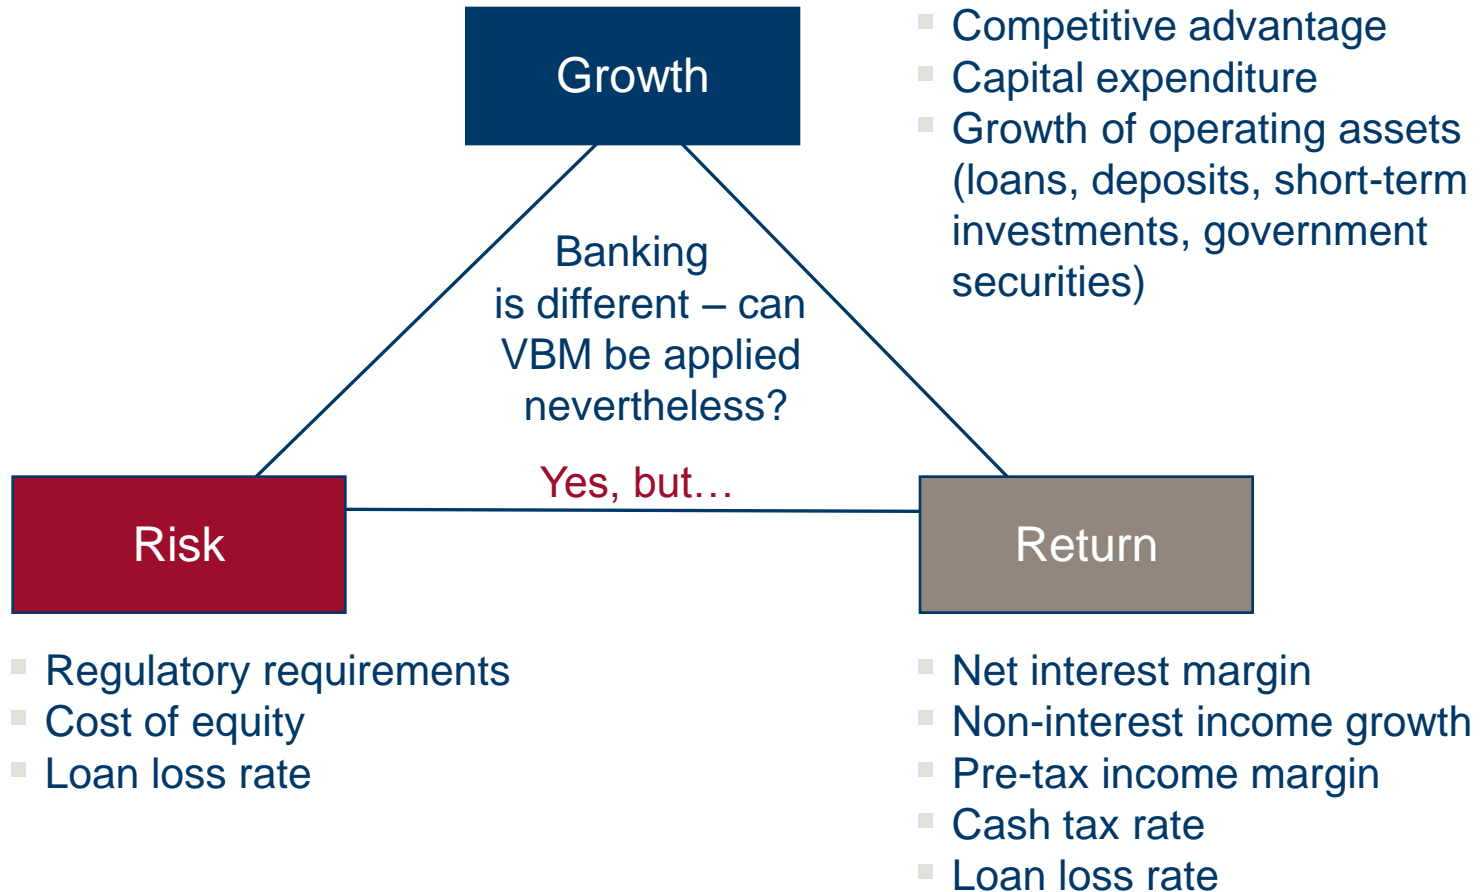 Growth
Competitive advantage
Capital expenditure
Growth of operating assets
(loans, deposits, short-term
investments, government
securities)
Banking
is different – can
VBM be applied
nevertheless?
Yes, but…
Risk
Return
Regulatory requirements
Cost of equity
Loan loss rate
Net interest margin
Non-interest income growth
Pre-tax income margin
Cash tax rate
Loan loss rate